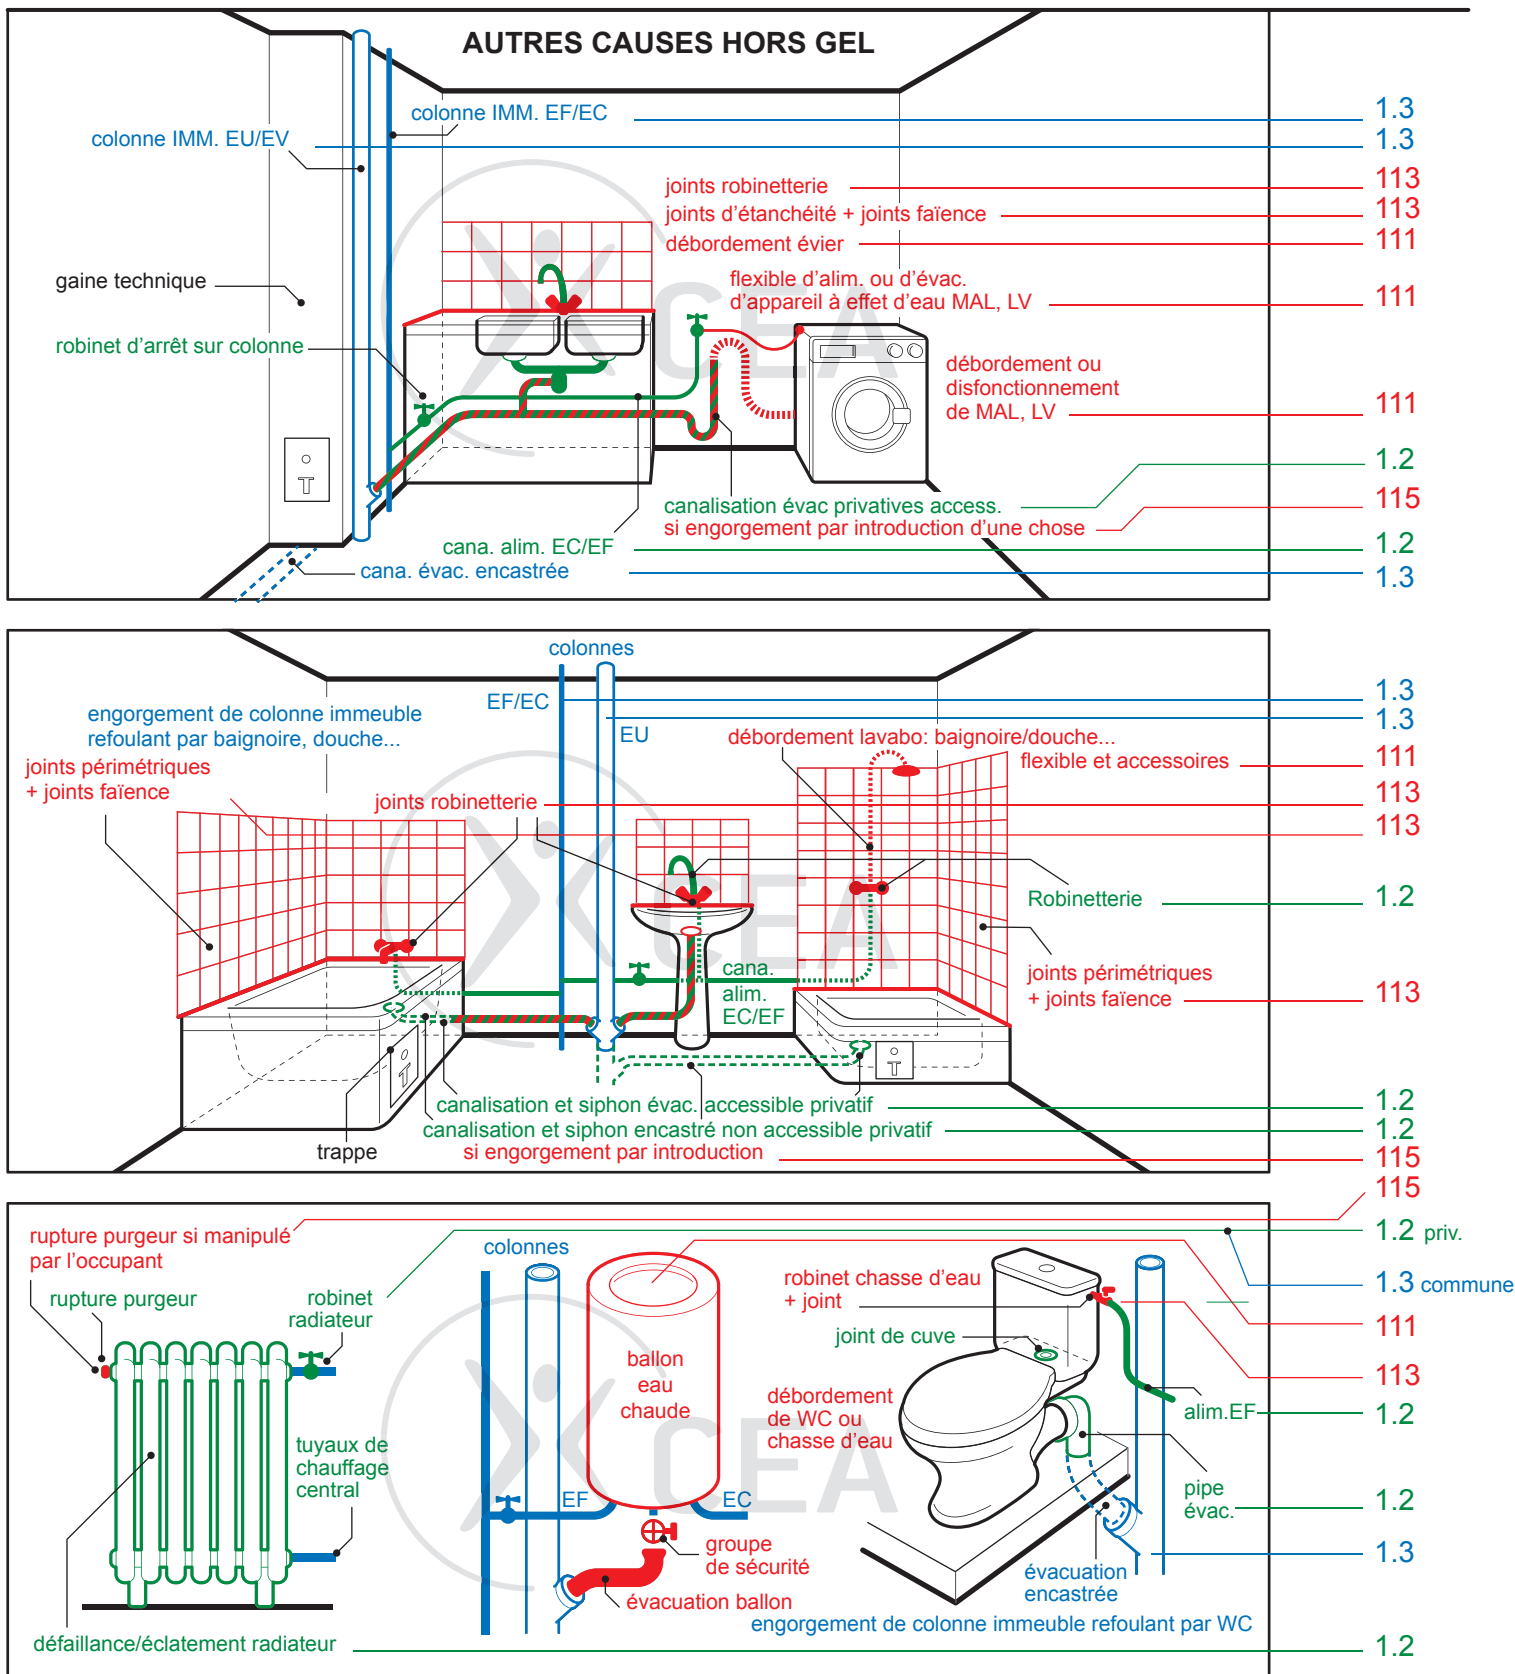 AUTRES CAUSES HORS GEL
colonne IMM. EF/EC
1.3
colonne IMM. EU/EV
1.3
joints robinetterie
113
joints d'étanchéité + joints faïence
113
débordement évier
111
gaine technique
flexible d'alim. ou d'évac.
d'appareil à effet d'eau MAL, LV
111
robinet d'arrêt sur colonne
débordement ou
disfonctionnement
de MAL, LV
111
1.2
canalisation évac privatives access.
115
si engorgement par introduction d'une chose
cana. alim. EC/EF
1.2
cana. évac. encastrée
1.3
CEA
colonnes
EF/EC
1.3
EU
1.3
engorgement de colonne immeuble
refoulant par baignoire, douche...
débordement lavabo: baignoire/douche...
flexible et accessoires
111
joints périmétriques
+ joints faïence
joints robinetterie
113
113
Robinetterie
1.2
cana.
alim.
EC/EF
joints périmétriques
+ joints faïence
113
CEA
canalisation et siphon évac. accessible privatif
1.2
canalisation et siphon encastré non accessible privatif
1.2
trappe
si engorgement par introduction
115
115
rupture purgeur si manipulé
par l'occupant
1.2 priv.
colonnes
1.3 commune
rupture purgeur
robinet
radiateur
robinet chasse d'eau
+ joint
111
joint de cuve
113
ballon
eau
chaude
débordement
de WC ou
chasse d'eau
alim.EF
1.2
tuyaux de
chauffage
central
CEA
EF
EC
pipe
évac.
1.2
groupe
de sécurité
1.3
évacuation
encastrée
évacuation ballon
engorgement de colonne immeuble refoulant par WC
défaillance/éclatement radiateur
1.2